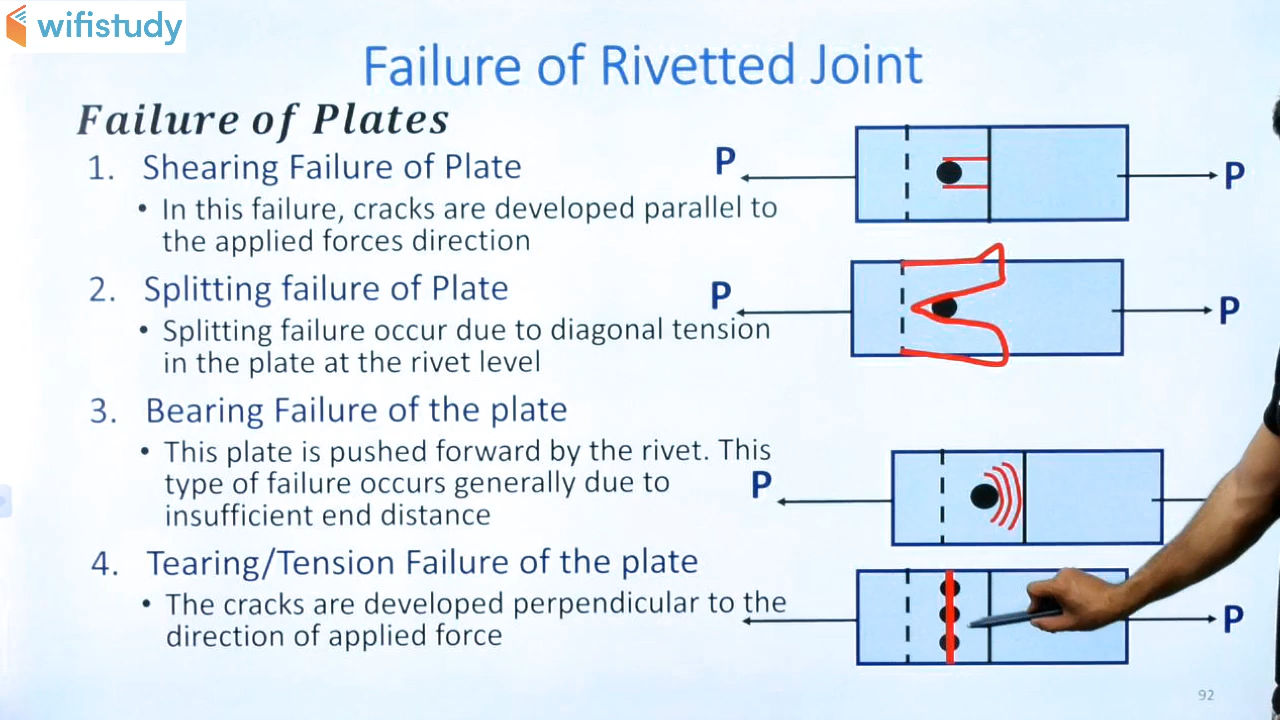 wifistudy
Failure of Rivetted Joint
Failure of Plates
1. Shearing Failure of Plate
• In this failure, cracks are developed parallel to
the applied forces direction
P
P
2. Splitting failure of Plate
• Splitting failure occur due to diagonal tension
in the plate at the rivet level
P
P
3. Bearing Failure of the plate
• This plate is pushed forward by the rivet. This
type of failure occurs generally due to
insufficient end distance
P
4. Tearing/Tension Failure of the plate
• The cracks are developed perpendicular to the
direction of applied force
P
92